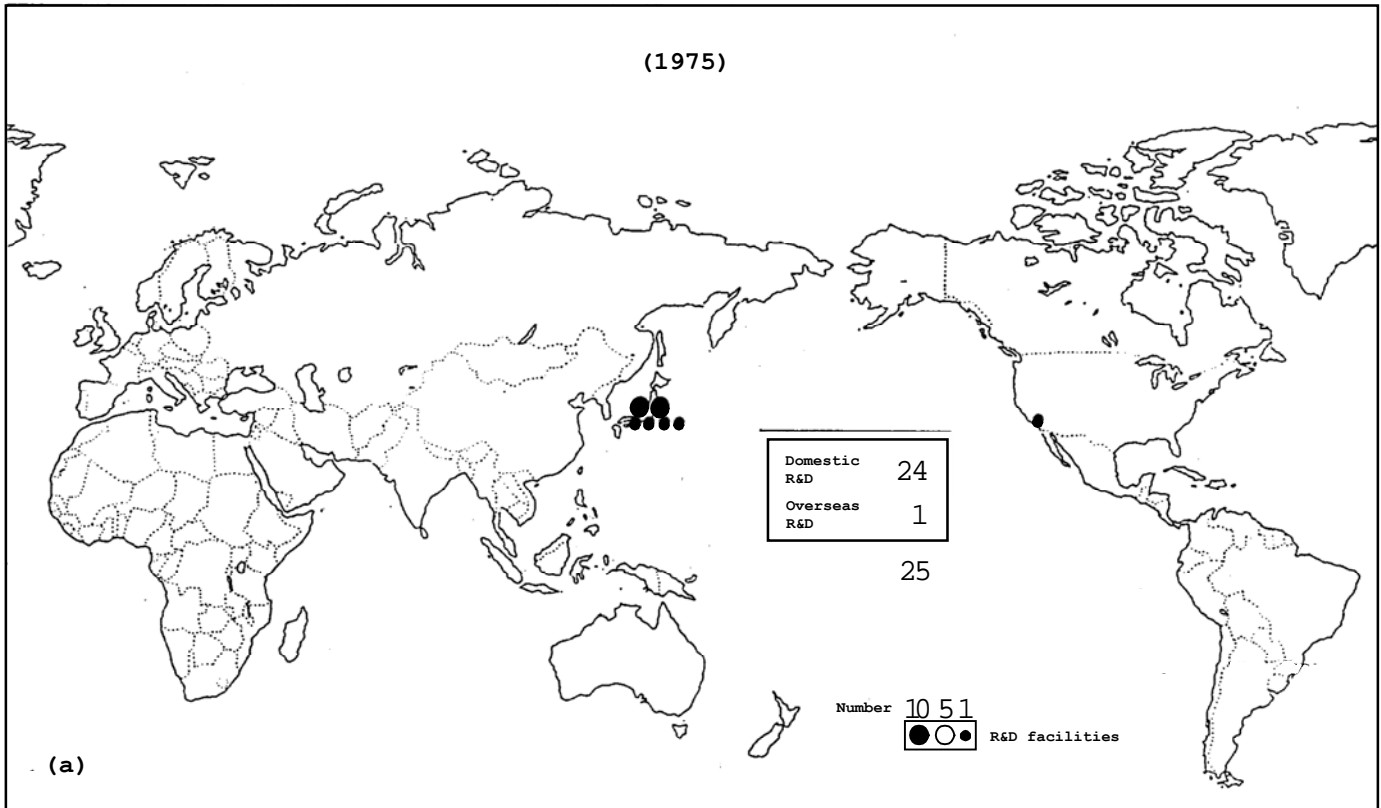 (1975)
Domestic
R&D 24
Overseas
R&D 1
25
Number 10 5 1
R&D facilities
(a)